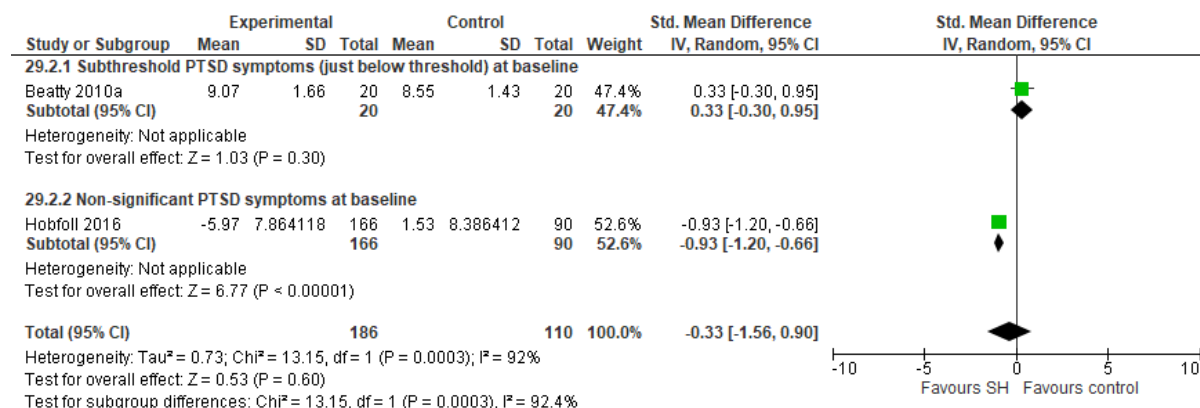 Experimental Control Std. Mean Difference Std. Mean Difference
Study or Subgroup Mean SD Total Mean SD Total Weight IV, Random, 95% CI IV, Random, 95% CI
29.2.1 Subthreshold PTSD symptoms (just below threshold) at baseline
Beatty 2010a 9.07 1.66 20 8.55 1.43 20 47.4% 0.33 [-0.30, 0.95]
Subtotal (95% CI) 20 20 47.4% 0.33 [-0.30, 0.95]
Heterogeneity: Not applicable
Test for overall effect: Z = 1.03 (P = 0.30)
29.2.2 Non-significant PTSD symptoms at baseline
Hobfoll 2016 -5.97 7.864118 166 1.53 8.386412 90 52.6% -0.93 [-1.20, -0.66]
Subtotal (95% CI) 166 90 52.6% -0.93 [-1.20, -0.66]
Heterogeneity: Not applicable
Test for overall effect: Z = 6.77 (P < 0.00001)
Total (95% CI) 186 110 100.0% -0.33 [-1.56, 0.90]
Heterogeneity: Tau² = 0.73; Chi² = 13.15, df = 1 (P = 0.0003); I² = 92%
Test for overall effect: Z = 0.53 (P = 0.60)
Test for subgroup differences: Chi² = 13.15, df = 1 (P = 0.0003), I² = 92.4%
-10 -5 0 5 10
Favours SH Favours control